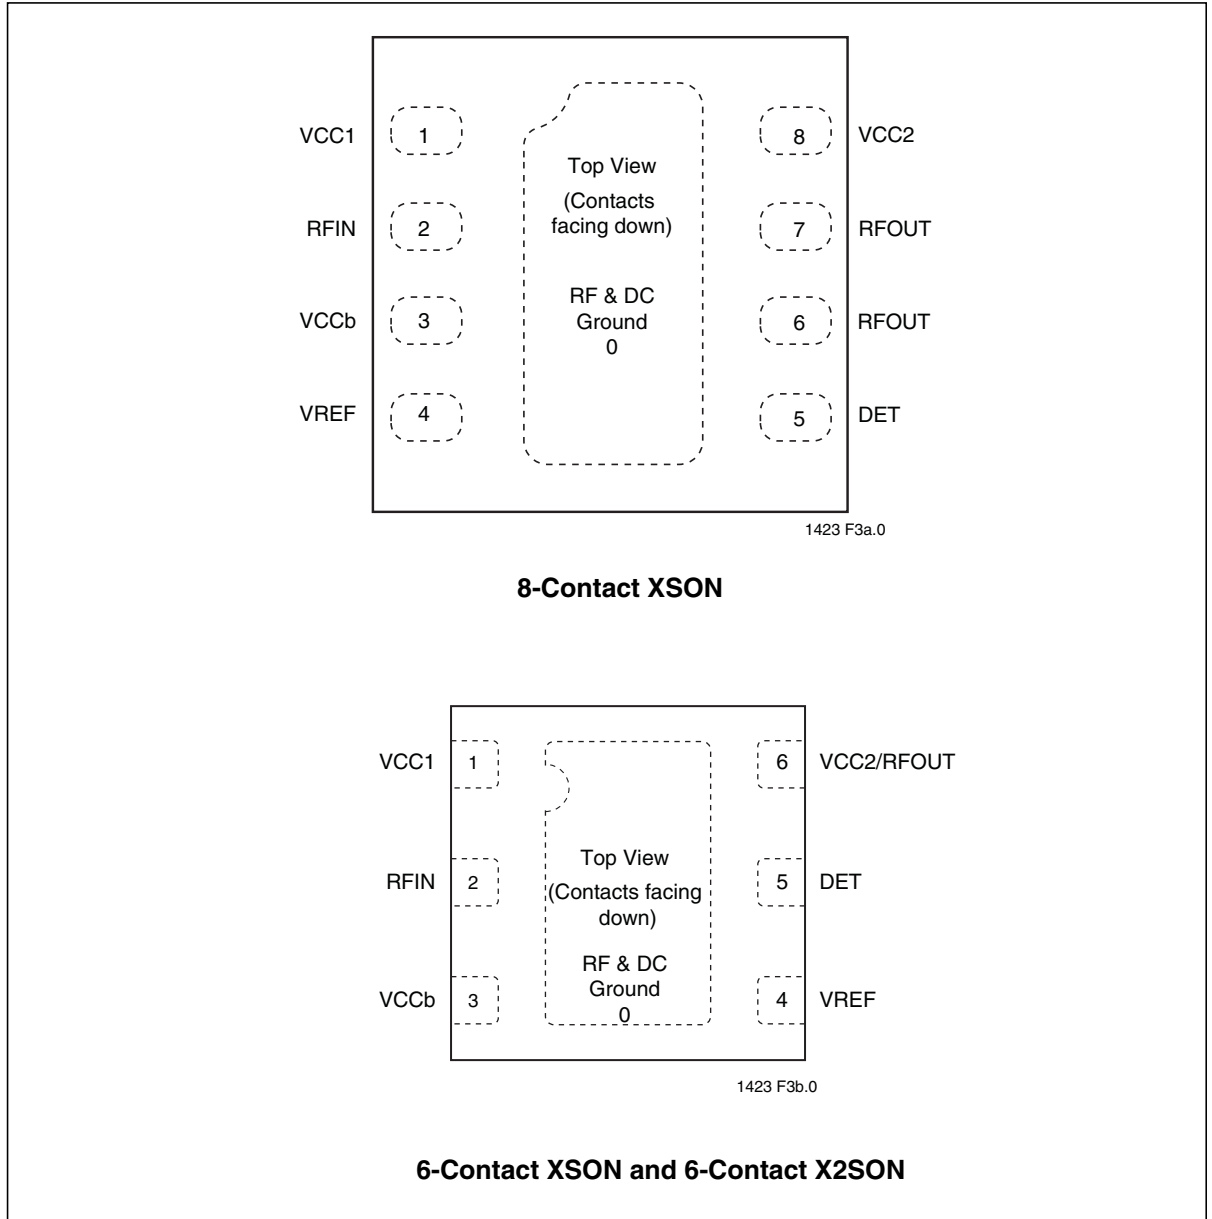 VCC1 1 8 VCC2
Top View
(Contacts
facing down)
RFIN 2 7 RFOUT
RF & DC
Ground
0
VCCb 3 6 RFOUT
VREF 4 5 DET
1423 F3a.0
8-Contact XSON
VCC1 1 6 VCC2/RFOUT
Top View
RFIN 2 5 DET
(Contacts facing
down)
RF & DC
Ground
0
VCCb 3 4 VREF
1423 F3b.0
6-Contact XSON and 6-Contact X2SON